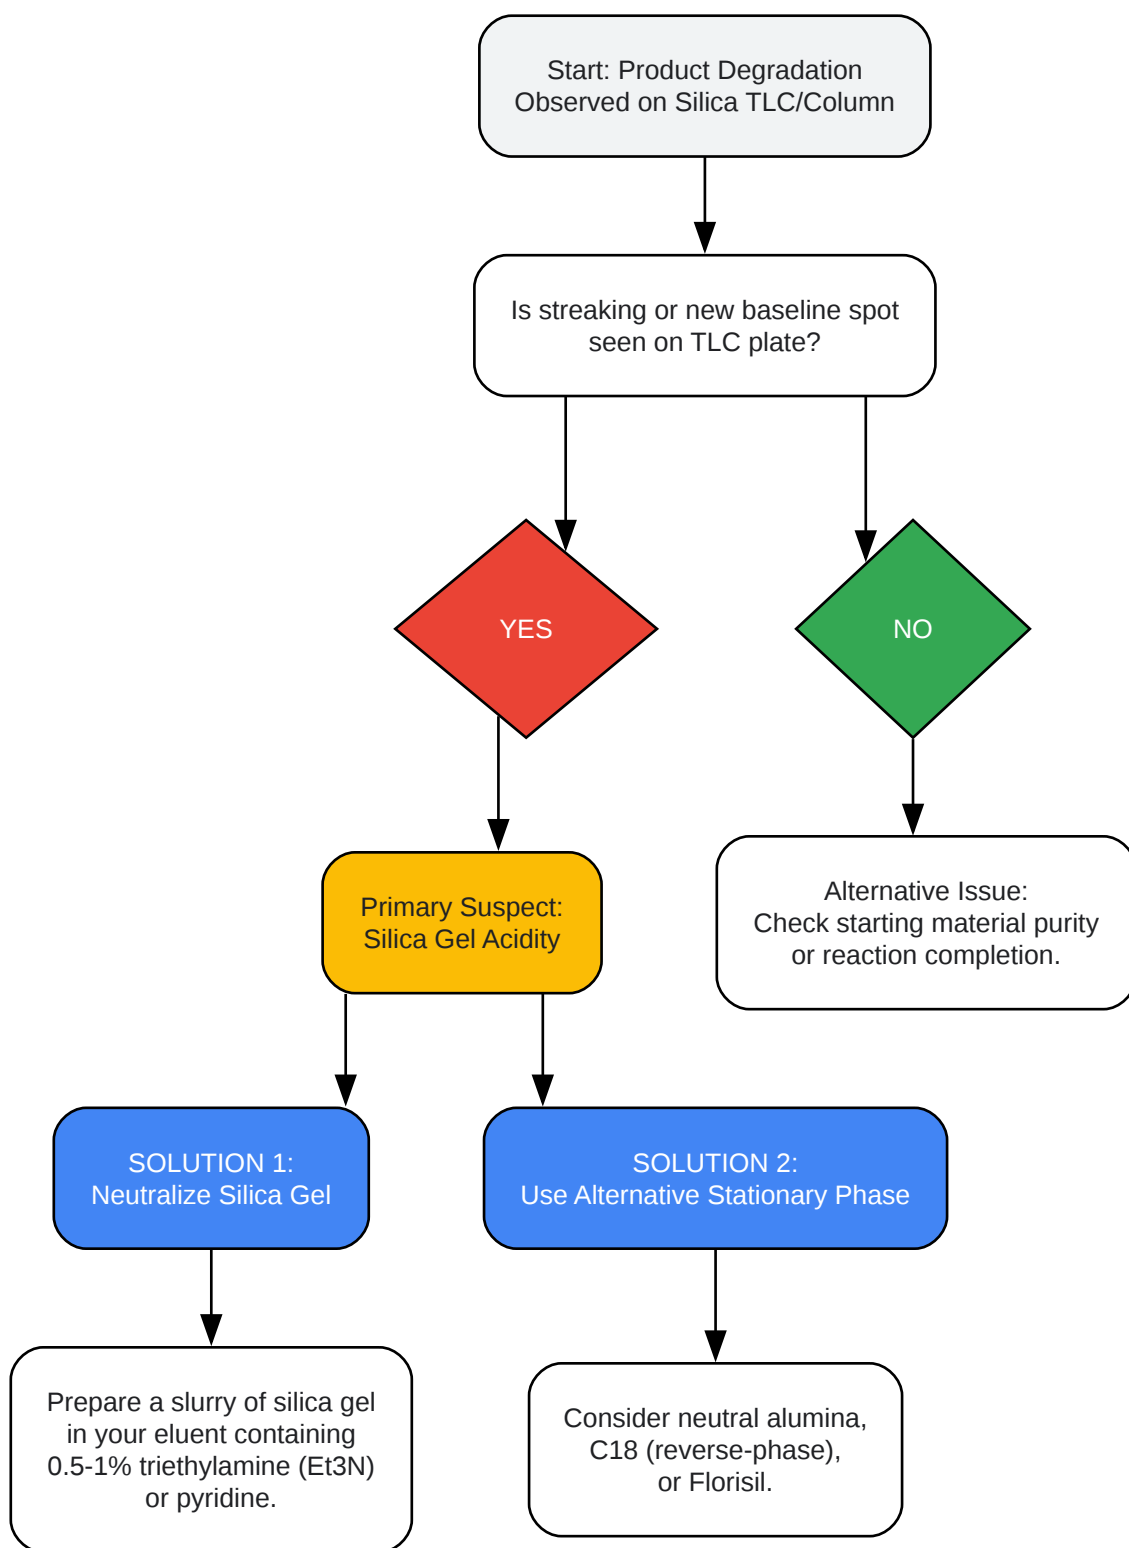 Start: Product Degradation
Observed on Silica TLC/Column
Is streaking or new baseline spot
seen on TLC plate?
YES
NO
Primary Suspect:
Silica Gel Acidity
Alternative Issue:
Check starting material purity
or reaction completion.
SOLUTION 1:
Neutralize Silica Gel
SOLUTION 2:
Use Alternative Stationary Phase
Prepare a slurry of silica gel
in your eluent containing
0.5-1% triethylamine (Et3N)
or pyridine.
Consider neutral alumina,
C18 (reverse-phase),
or Florisil.